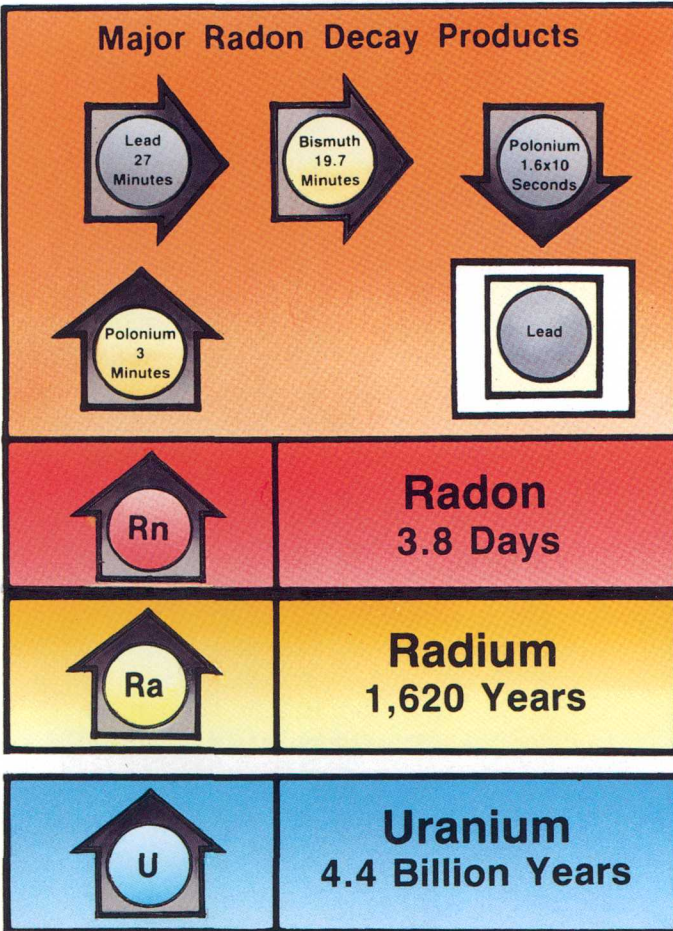 Major Radon Decay Products
Lead
27
Minutes
Bismuth
19.7
Minutes
Polonium
1.6x10
Seconds
Polonium
3
Minutes
Lead
Rn
Radon
3.8 Days
Ra
Radium
1,620 Years
U
Uranium
4.4 Billion Years